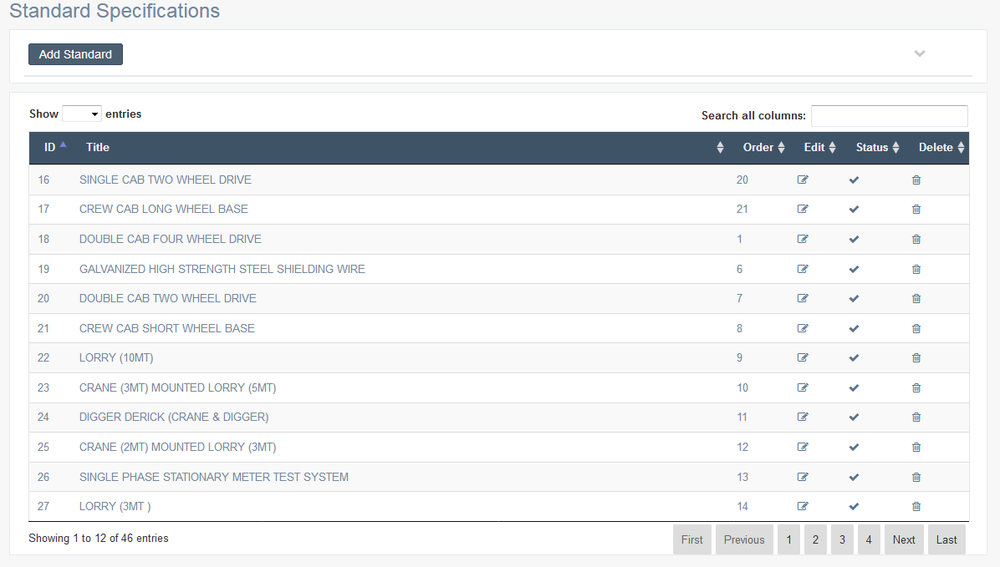 Standard Specifications
Add Standard
Show entries
Search all columns:
ID Title Order Edit Status Delete
16 SINGLE CAB TWO WHEEL DRIVE 20
17 CREW CAB LONG WHEEL BASE 21
18 DOUBLE CAB FOUR WHEEL DRIVE 1
19 GALVANIZED HIGH STRENGTH STEEL SHIELDING WIRE 6
20 DOUBLE CAB TWO WHEEL DRIVE 7
21 CREW CAB SHORT WHEEL BASE 8
22 LORRY (10MT) 9
23 CRANE (3MT) MOUNTED LORRY (5MT) 10
24 DIGGER DERICK (CRANE & DIGGER) 11
25 CRANE (2MT) MOUNTED LORRY (3MT) 12
26 SINGLE PHASE STATIONARY METER TEST SYSTEM 13
27 LORRY (3MT ) 14
Showing 1 to 12 of 46 entries
First Previous 1 2 3 4 Next Last